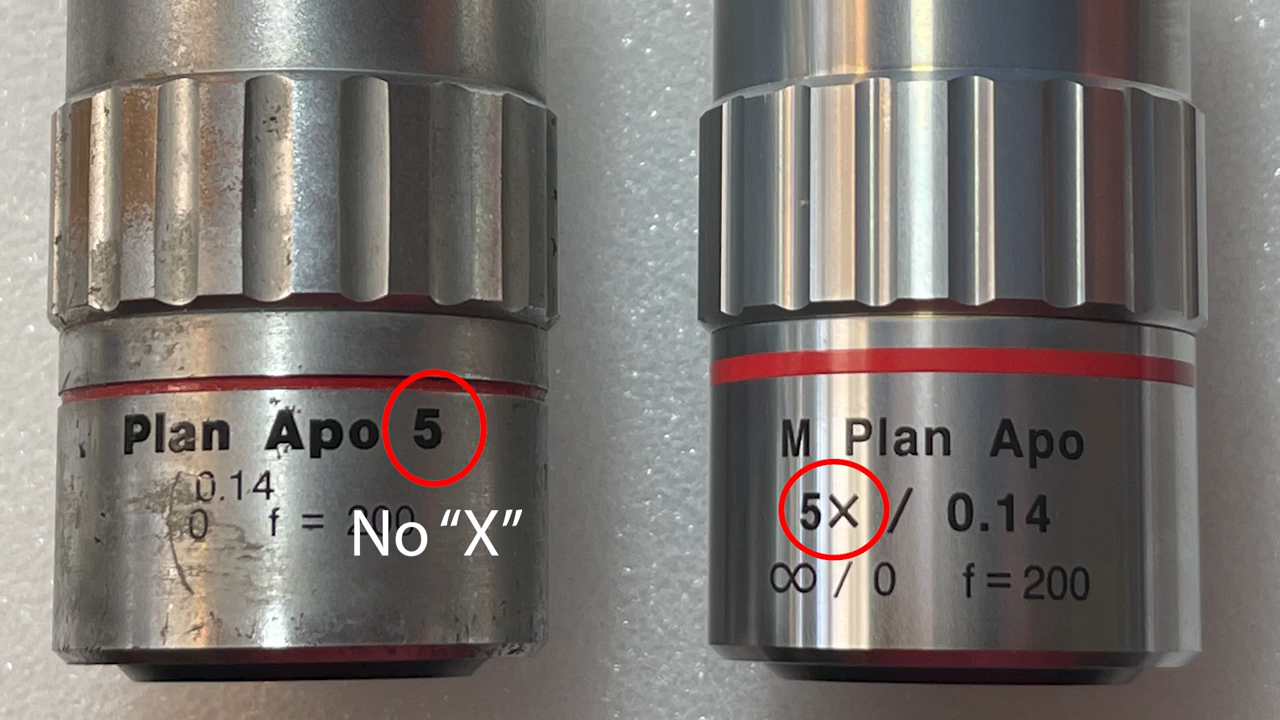 Plan Apo 5
0.14
0 f = 200
No “X”
M Plan Apo
5× / 0.14
∞ / 0 f = 200